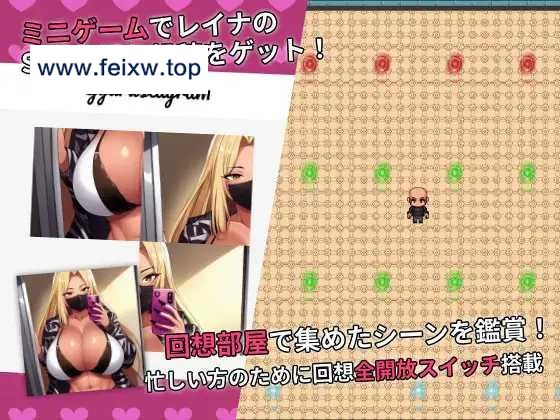 ミニゲームでレイナの
をゲット！
www.feixw.top
回想部屋で集めたシーンを鑑賞！
忙しい方のために回想全開放スイッチ搭載